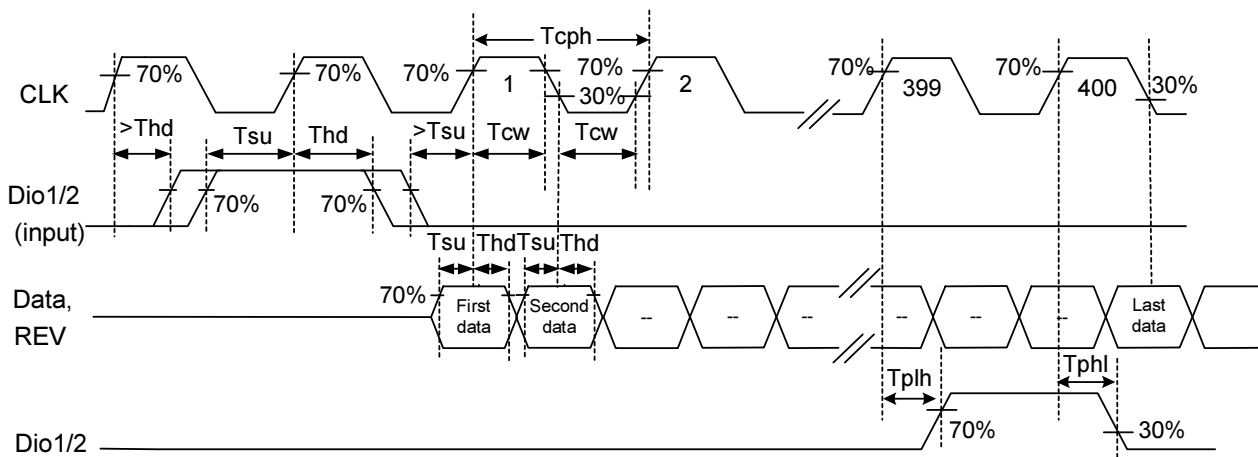 Tcph
CLK
70%
70%
70%
1
70%
30%
2
70%
399
70%
400
30%
>Thd
Tsu
Thd
>Tsu
Tcw
Tcw
Dio1/2
(input)
70%
70%
Tsu
Thd
Tsu
Thd
Data,
REV
70%
First
data
Second
data
--
--
--
--
--
--
Last
data
Tplh
Tphl
Dio1/2
70%
30%